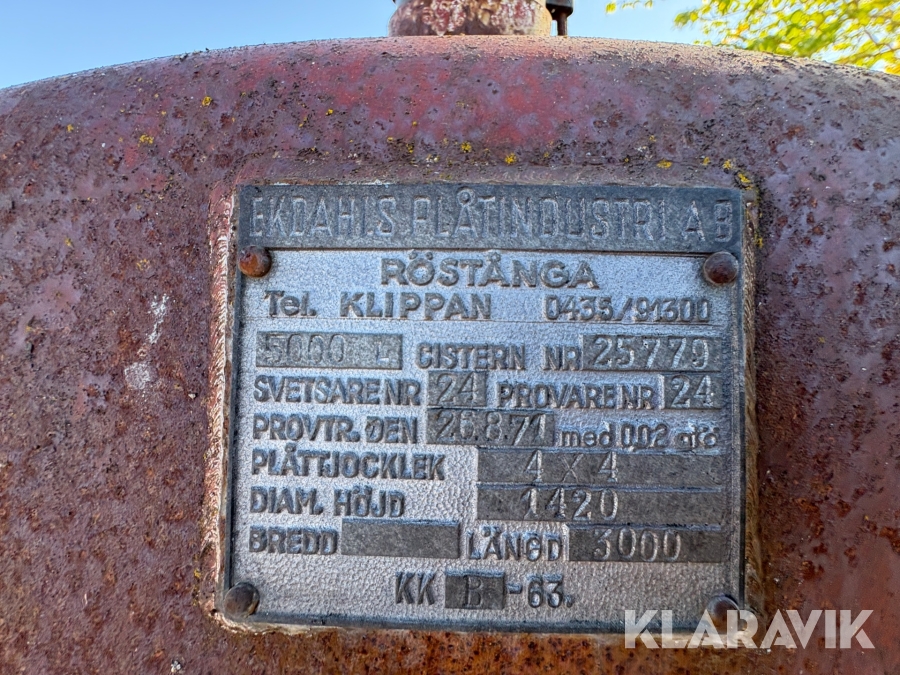 EKDAHLS PLÅTINDUSTRI AB
RÖSTÅNGA
Tel. KLIPPAN 0435/91300
5000 L CISTERN NR 25779
SVETSARE NR 24 PROVARE NR 24
PROVTR. DEN 26.8.71 med 0,02 atö
PLÅTTJOCKLEK 4 x 4
DIAM. HÖJD 1420
BREDD LÄNGD 3000
KK B -63.
KLARAVIK